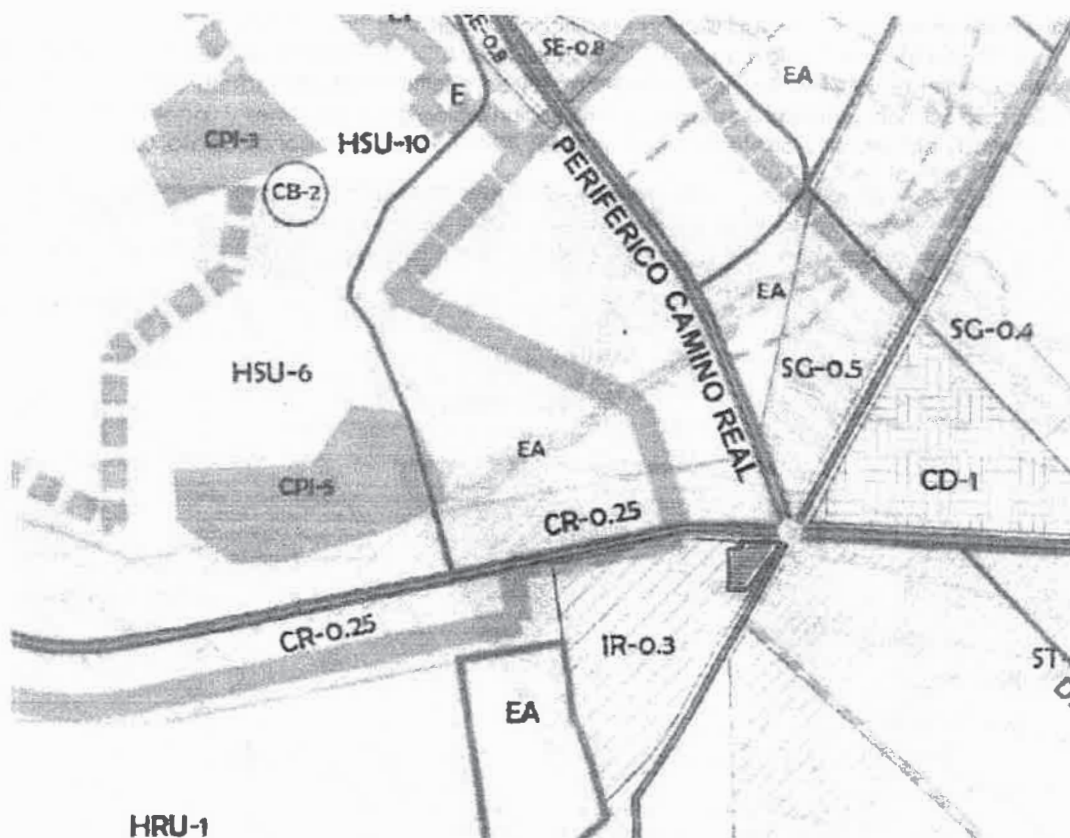 SE-0.8
SE-0.8
EA
E
CPI-3
HSU-10
CB-2
PERIFERICO CAMINO REAL
EA
SG-0.4
HSU-6
SG-0.5
EA
CPI-5
CD-1
CR-0.25
CR-0.25
IR-0.3
ST
EA
HRU-1